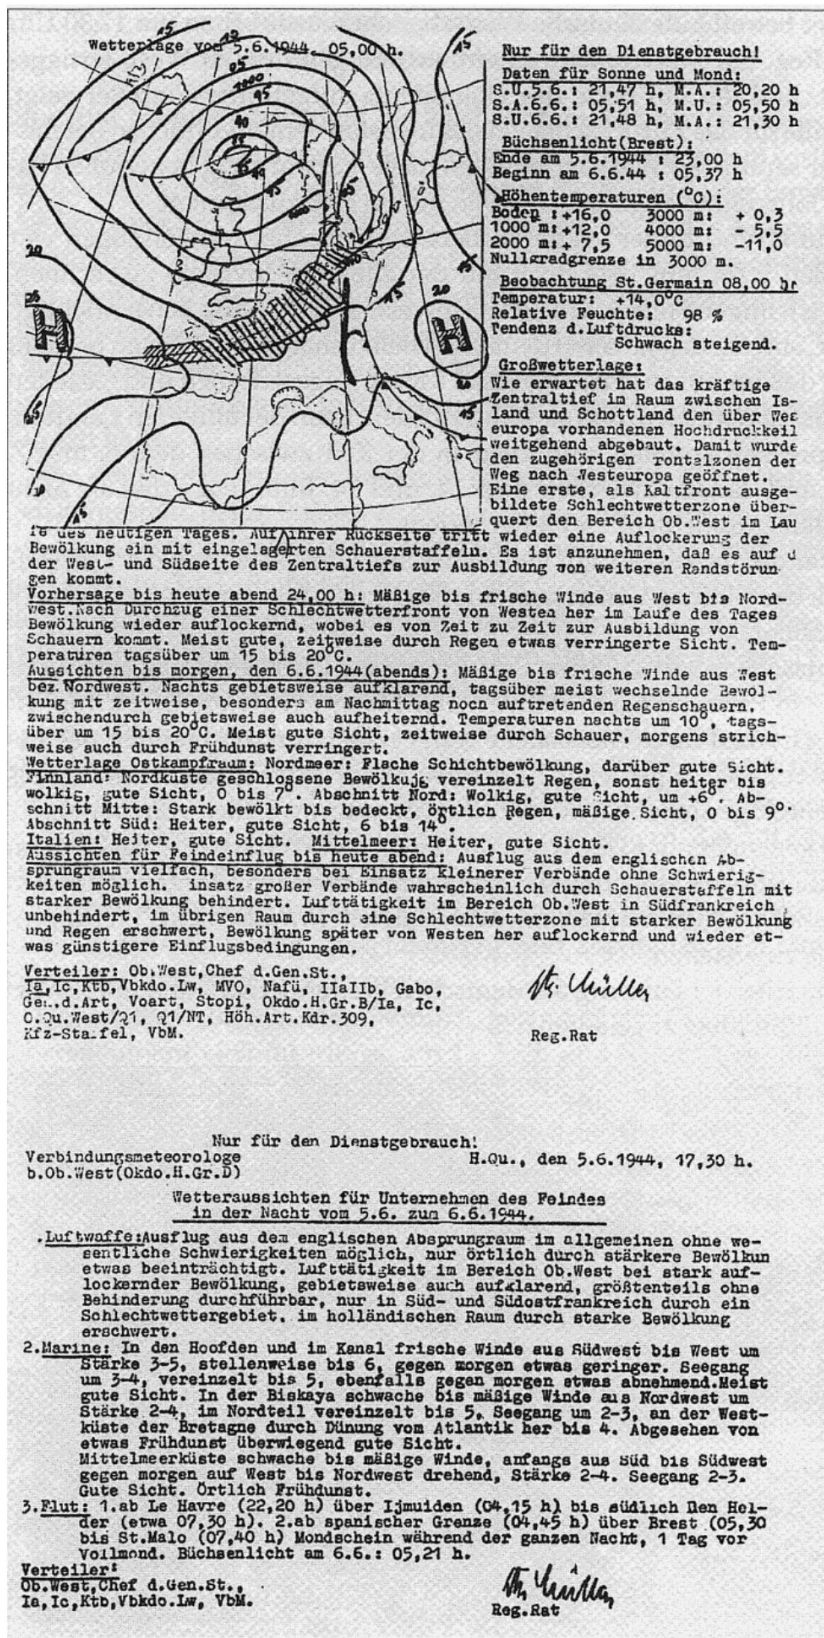 Wetterlage vom 5.6.1944. 05,00 h.
Nur für den Dienstgebrauch!
Daten für Sonne und Mond:
S.U.5.6.: 21,47 h, M.A.: 20,20 h
S.A.6.6.: 05,51 h, M.U.: 05,50 h
S.U.6.6.: 21,48 h, M.A.: 21,30 h
Büchsenlicht(Brest):
Ende am 5.6.1944 : 23,00 h
Beginn am 6.6.44 : 05,37 h
Höhentemperaturen (°C):
Boden :+16,0 3000 m: + 0,3
1000 m:+12,0 4000 m: - 5,5
2000 m:+ 7,5 5000 m: -11,0
Nullgradgrenze in 3000 m.
Beobachtung St.Germain 08,00 hr
Temperatur: +14,0°C
Relative Feuchte: 98 %
Tendenz d.Luftdrucks:
Schwach steigend.
H
H
Großwetterlage:
Wie erwartet hat das kräftige
Zentraltief im Raum zwischen Is-
land und Schottland den über Wes
europa vorhandenen Hochdruckkeil
weitgehend abgebaut. Damit wurde
den zugehörigen rontalzonen der
Weg nach Westeuropa geöffnet.
Eine erste, als Kaltfront ausge-
bildete Schlechtwetterzone über-
quert den Bereich Ob.West im Lau
fe des heutigen Tages. Auf ihrer Rückseite tritt wieder eine Auflockerung der
Bewölkung ein mit eingelagerten Schauerstaffeln. Es ist anzunehmen, daß es auf d
der West- und Südseite des Zentraltiefs zur Ausbildung von weiteren Randstörun
gen kommt.
Vorhersage bis heute abend 24,00 h: Mäßige bis frische Winde aus West bis Nord-
west.Nach Durchzug einer Schlechtwetterfront von Westen her im Laufe des Tages
Bewölkung wieder auflockernd, wobei es von Zeit zu Zeit zur Ausbildung von
Schauern kommt. Meist gute, zeitweise durch Regen etwas verringerte Sicht. Tem-
peraturen tagsüber um 15 bis 20°C.
Aussichten bis morgen, den 6.6.1944(abends): Mäßige bis frische Winde aus West
bez.Nordwest. Nachts gebietsweise aufklarend, tagsüber meist wechselnde Bewöl-
kung mit zeitweise, besonders am Nachmittag noch auftretenden Regenschauern,
zwischendurch gebietsweise auch aufheiternd. Temperaturen nachts um 10°, tags-
über um 15 bis 20°C. Meist gute Sicht, zeitweise durch Schauer, morgens strich-
weise auch durch Frühdunst verringert.
Wetterlage Ostkampfraum: Nordmeer: Flache Schichtbewölkung, darüber gute Sicht.
Finnland: Nordküste geschlossene Bewölkujg vereinzelt Regen, sonst heiter bis
wolkig, gute Sicht, 0 bis 7°. Abschnitt Nord: Wolkig, gute Sicht, um +6°. Ab-
schnitt Mitte: Stark bewölkt bis bedeckt, örtlich Regen, mäßige Sicht, 0 bis 9°.
Abschnitt Süd: Heiter, gute Sicht, 6 bis 14°.
Italien: Heiter, gute Sicht. Mittelmeer: Heiter, gute Sicht.
Aussichten für Feindeinflug bis heute abend: Ausflug aus dem englischen Ab-
sprungraum vielfach, besonders bei Einsatz kleinerer Verbände ohne Schwierig-
keiten möglich. insatz großer Verbände wahrscheinlich durch Schauerstaffeln mit
starker Bewölkung behindert. Lufttätigkeit im Bereich Ob.West in Südfrankreich
unbehindert, im übrigen Raum durch eine Schlechtwetterzone mit starker Bewölkung
und Regen erschwert, Bewölkung später von Westen her auflockernd und wieder et-
was günstigere Einflugsbedingungen.
Verteiler: Ob.West,Chef d.Gen.St.,
Ia,Ic,Ktb,Vbkdo.Lw, MVO, Nafü, IIaIIb, Gabo,
Gen.d.Art, Voart, Stopi, Okdo.H.Gr.B/Ia, Ic,
O.Qu.West/Q1, Q1/NT, Höh.Art.Kdr.309,
Kfz-Staffel, VbM.
Reg.Rat
Nur für den Dienstgebrauch!
Verbindungsmeteorologe H.Qu., den 5.6.1944, 17,30 h.
b.Ob.West(Okdo.H.Gr.D)
Wetteraussichten für Unternehmen des Feindes
in der Nacht vom 5.6. zum 6.6.1944.
.Luftwaffe:Ausflug aus dem englischen Absprungraum im allgemeinen ohne we-
sentliche Schwierigkeiten möglich, nur örtlich durch stärkere Bewölkun
etwas beeinträchtigt. Lufttätigkeit im Bereich Ob.West bei stark auf-
lockernder Bewölkung, gebietsweise auch aufklarend, größtenteils ohne
Behinderung durchführbar, nur in Süd- und Südostfrankreich durch ein
Schlechtwettergebiet, im holländischen Raum durch starke Bewölkung
erschwert.
2.Marine: In den Hoofden und im Kanal frische Winde aus Südwest bis West um
Stärke 3-5, stellenweise bis 6, gegen morgen etwas geringer. Seegang
um 3-4, vereinzelt bis 5, ebenfalls gegen morgen etwas abnehmend.Meist
gute Sicht. In der Biskaya schwache bis mäßige Winde aus Nordwest um
Stärke 2-4, im Nordteil vereinzelt bis 5. Seegang um 2-3, an der West-
küste der Bretagne durch Dünung vom Atlantik her bis 4. Abgesehen von
etwas Frühdunst überwiegend gute Sicht.
Mittelmeerküste schwache bis mäßige Winde, anfangs aus Süd bis Südwest
gegen morgen auf West bis Nordwest drehend, Stärke 2-4. Seegang 2-3.
Gute Sicht. Örtlich Frühdunst.
3.Flut: 1.ab Le Havre (22,20 h) über Ijmuiden (04,15 h) bis südlich Den Hel-
der (etwa 07,30 h). 2.ab spanischer Grenze (04,45 h) über Brest (05,30
bis St.Malo (07,40 h) Mondschein während der ganzen Nacht, 1 Tag vor
Vollmond. Büchsenlicht am 6.6.: 05,21 h.
Verteiler:
Ob.West,Chef d.Gen.St.,
Ia,Ic,Ktb,Vbkdo.Lw, VbM.
Reg.Rat